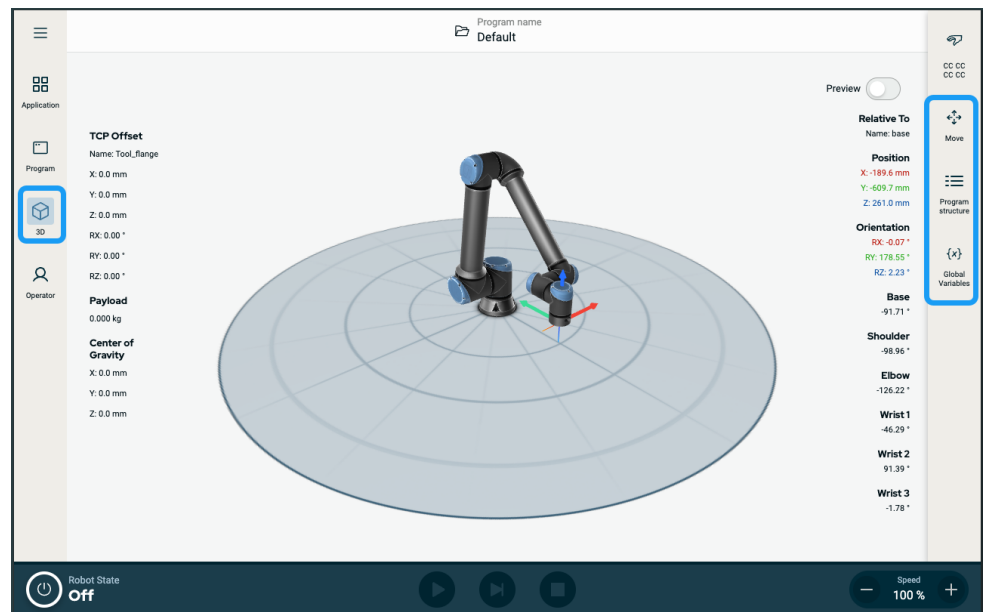 Program name
Default
Application
Program
3D
Operator
TCP Offset
Name: Tool_flange
X: 0.0 mm
Y: 0.0 mm
Z: 0.0 mm
RX: 0.00 °
RY: 0.00 °
RZ: 0.00 °
Payload
0.000 kg
Center of
Gravity
X: 0.0 mm
Y: 0.0 mm
Z: 0.0 mm
Preview
Relative To
Name: base
Position
X: -189.6 mm
Y: -609.7 mm
Z: 261.0 mm
Orientation
RX: -0.07 °
RY: 178.55 °
RZ: 2.23 °
Base
-91.71 °
Shoulder
-98.96 °
Elbow
-126.22 °
Wrist 1
-46.29 °
Wrist 2
91.39 °
Wrist 3
-1.78 °
CC CC
CC CC
Move
Program
structure
{x}
Global
Variables
Robot State
Off
Speed
100 %